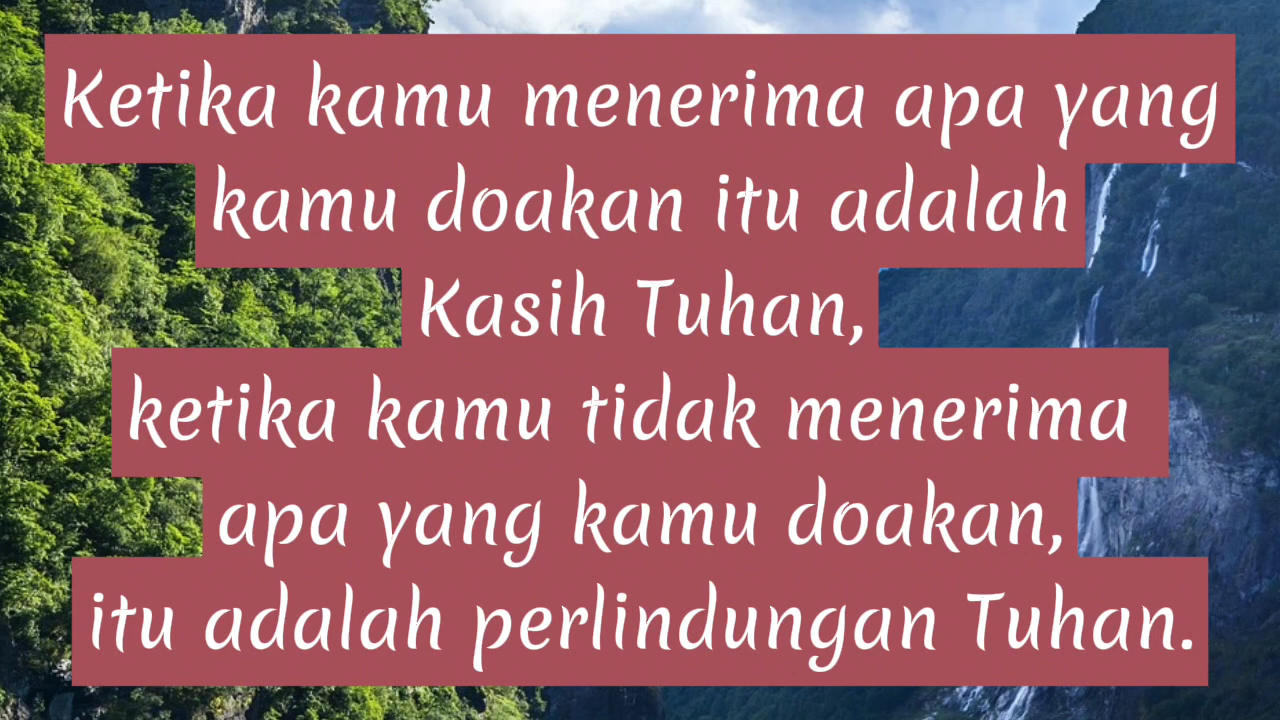 Ketika kamu menerima apa yang
kamu doakan itu adalah
Kasih Tuhan,
ketika kamu tidak menerima
apa yang kamu doakan,
itu adalah perlindungan Tuhan.